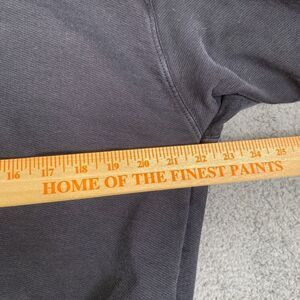 16 17 18 19 20 21 22 23 24 25
HOME OF THE FINEST PAINTS